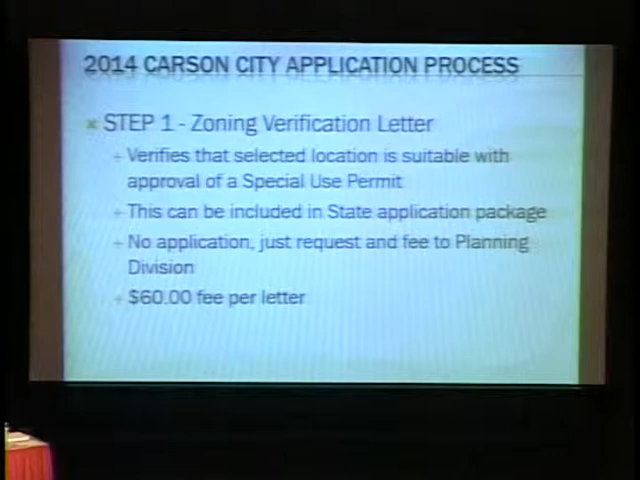 2014 CARSON CITY APPLICATION PROCESS
STEP 1 - Zoning Verification Letter
Verifies that selected location is suitable with
approval of a Special Use Permit
This can be included in State application package
No application, just request and fee to Planning
Division
$60.00 fee per letter